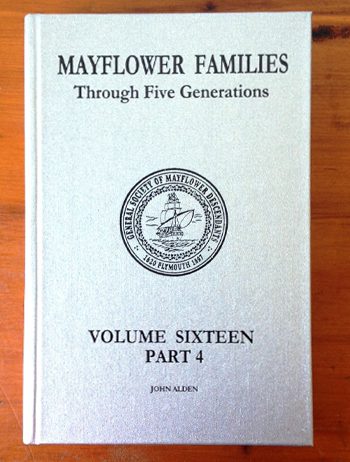 MAYFLOWER FAMILIES
Through Five Generations
GENERAL SOCIETY OF MAYFLOWER DESCENDANTS
1620 PLYMOUTH 1897
VOLUME SIXTEEN
PART 4
JOHN ALDEN